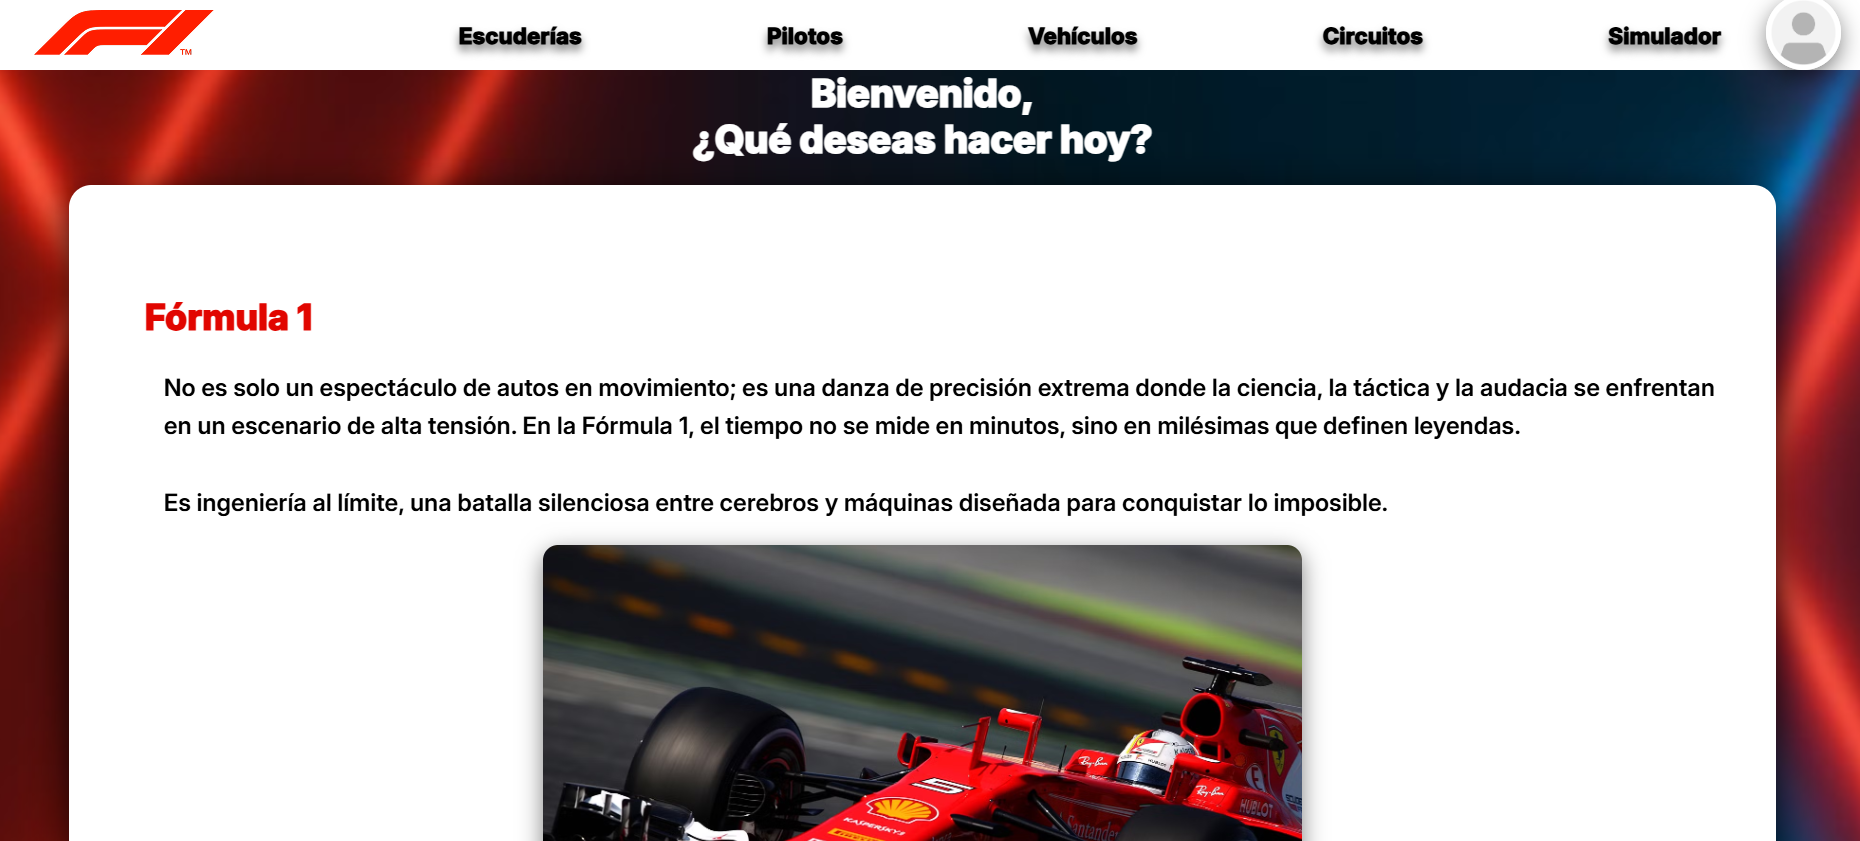 F1 TM
Escuderías
Pilotos
Vehículos
Circuitos
Simulador
Bienvenido,
¿Qué deseas hacer hoy?
Fórmula 1
No es solo un espectáculo de autos en movimiento; es una danza de precisión extrema donde la ciencia, la táctica y la audacia se enfrentan
en un escenario de alta tensión. En la Fórmula 1, el tiempo no se mide en minutos, sino en milésimas que definen leyendas.
Es ingeniería al límite, una batalla silenciosa entre cerebros y máquinas diseñada para conquistar lo imposible.
Ray-Ban
Ray-Ban
HUBLOT
5
Santander
KASPERSKY